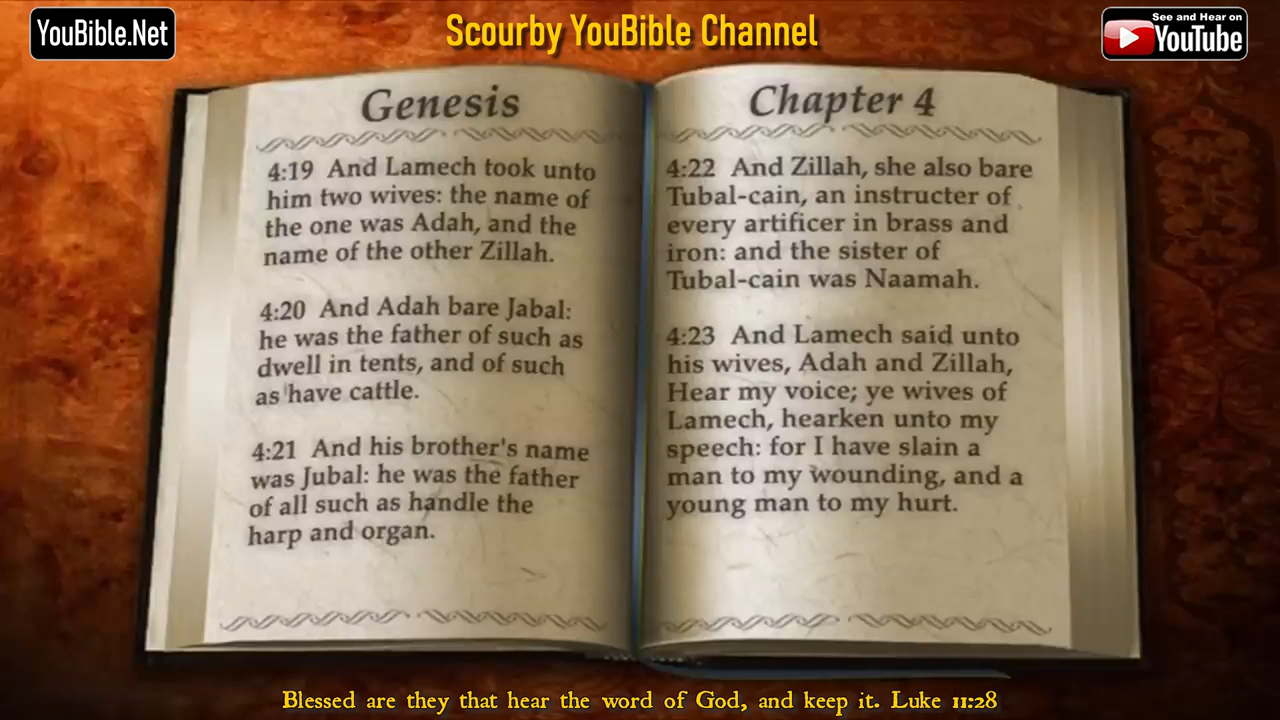 YouBible.Net
Scourby YouBible Channel
See and Hear on
YouTube
Genesis
4:19 And Lamech took unto
him two wives: the name of
the one was Adah, and the
name of the other Zillah.
4:20 And Adah bare Jabal:
he was the father of such as
dwell in tents, and of such
as have cattle.
4:21 And his brother's name
was Jubal: he was the father
of all such as handle the
harp and organ.
Chapter 4
4:22 And Zillah, she also bare
Tubal-cain, an instructer of
every artificer in brass and
iron: and the sister of
Tubal-cain was Naamah.
4:23 And Lamech said unto
his wives, Adah and Zillah,
Hear my voice; ye wives of
Lamech, hearken unto my
speech: for I have slain a
man to my wounding, and a
young man to my hurt.
Blessed are they that hear the word of God, and keep it. Luke 11:28